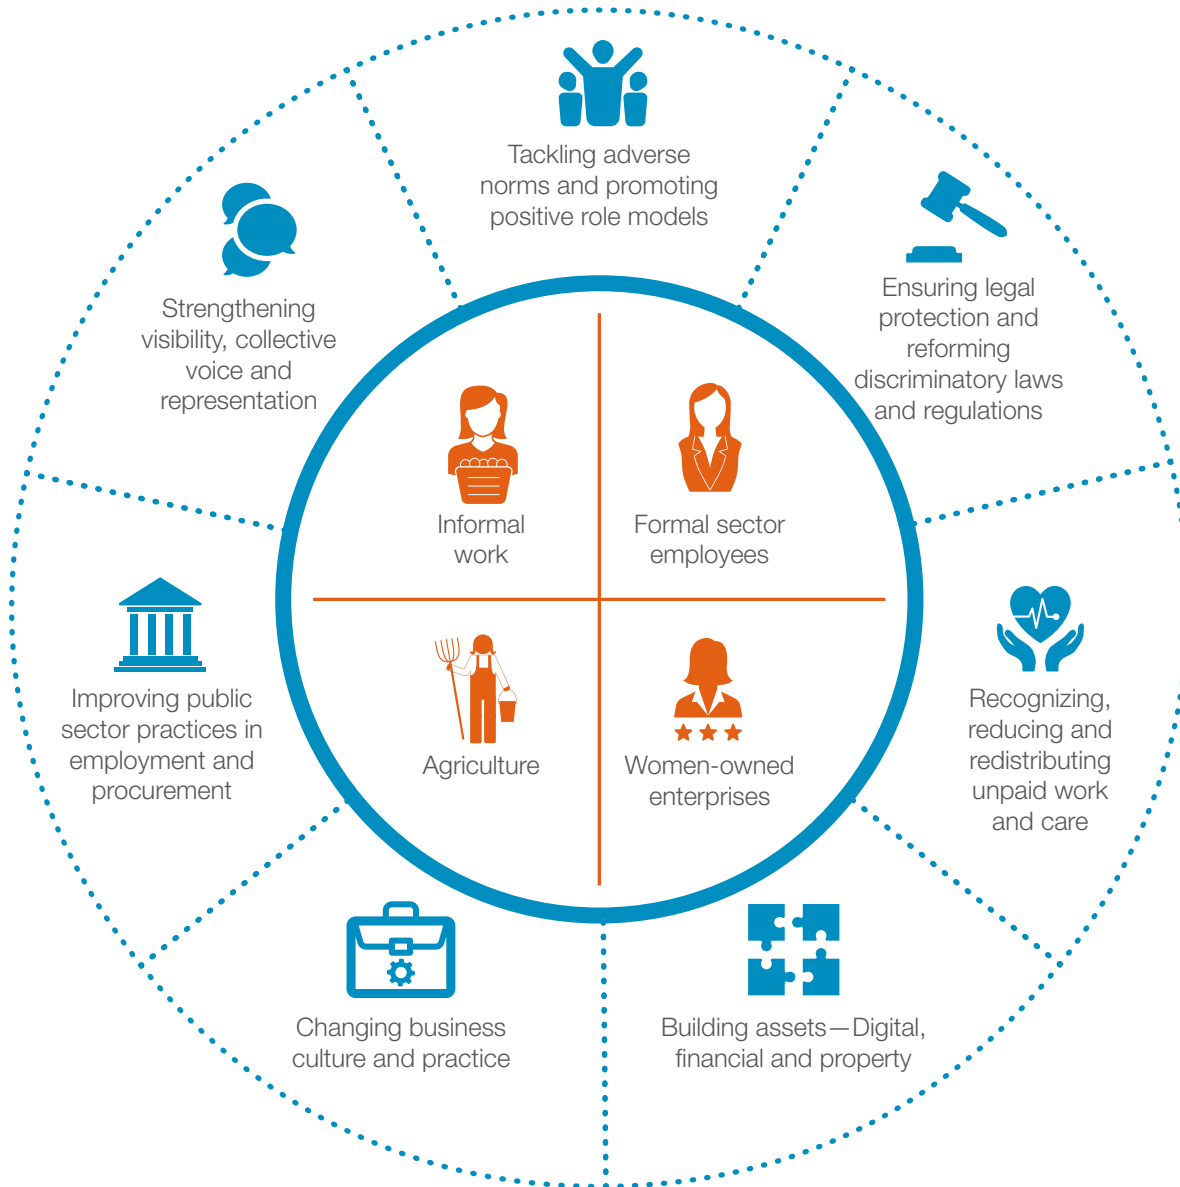 Tackling adverse
norms and promoting
positive role models
Ensuring legal
protection and
reforming
discriminatory laws
and regulations
Recognizing,
reducing and
redistributing
unpaid work
and care
Building assets—Digital,
financial and property
Changing business
culture and practice
Improving public
sector practices in
employment and
procurement
Strengthening
visibility, collective
voice and
representation
Informal
work
Formal sector
employees
Agriculture
Women-owned
enterprises